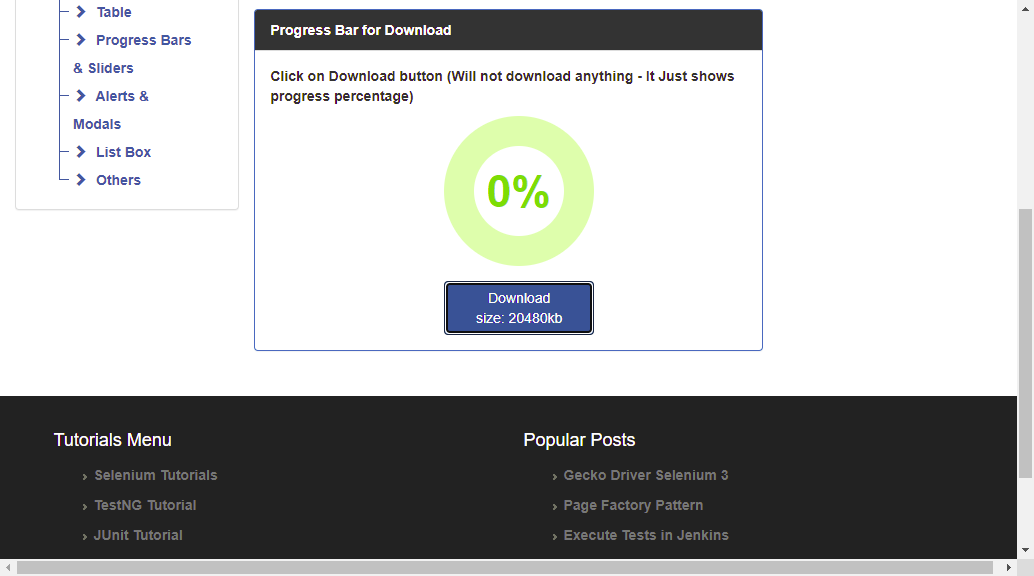 Table
Progress Bars
& Sliders
Alerts &
Modals
List Box
Others
Progress Bar for Download
Click on Download button (Will not download anything - It Just shows
progress percentage)
0%
Download
size: 20480kb
Tutorials Menu
Selenium Tutorials
TestNG Tutorial
JUnit Tutorial
Popular Posts
Gecko Driver Selenium 3
Page Factory Pattern
Execute Tests in Jenkins